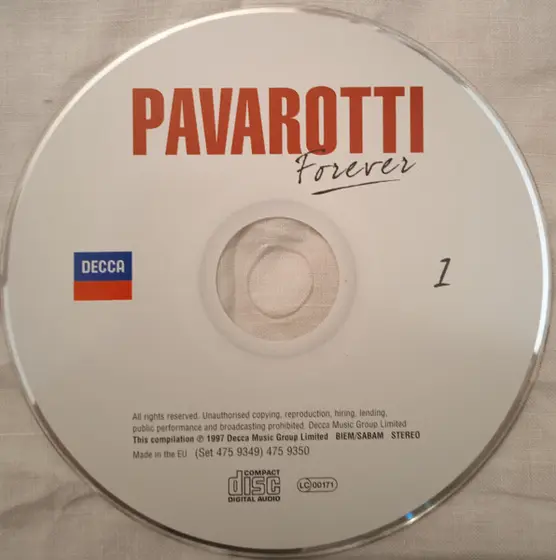 PAVAROTTI
Forever
DECCA
1
All rights reserved. Unauthorised copying, reproduction, hiring, lending,
public performance and broadcasting prohibited. Decca Music Group Limited
This compilation ℗ 1997 Decca Music Group Limited BIEM/SABAM STEREO
Made in the EU (Set 475 9349) 475 9350
COMPACT
disc
DIGITAL AUDIO
LC 00171